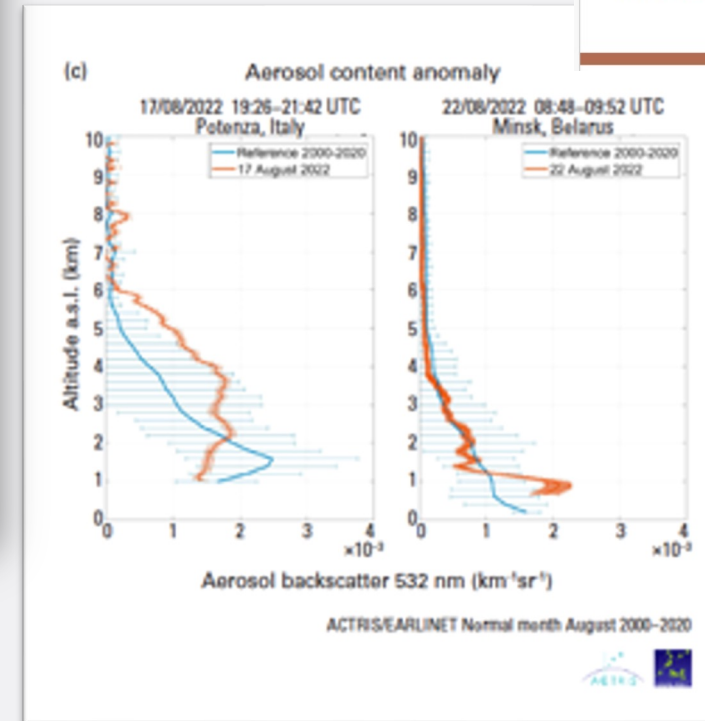 (c)
Aerosol content anomaly
17/08/2022 19:26–21:42 UTC
Potenza, Italy
Reference 2000-2020
17 August 2022
10
9
8
7
6
5
4
3
2
1
0
Altitude a.s.l. (km)
0 1 2 3 4
×10⁻³
22/08/2022 08:48–09:52 UTC
Minsk, Belarus
Reference 2000-2020
22 August 2022
10
9
8
7
6
5
4
3
2
1
0
0 1 2 3 4
×10⁻³
Aerosol backscatter 532 nm (km⁻¹sr⁻¹)
ACTRIS/EARLINET Normal month August 2000–2020
ACTRIS